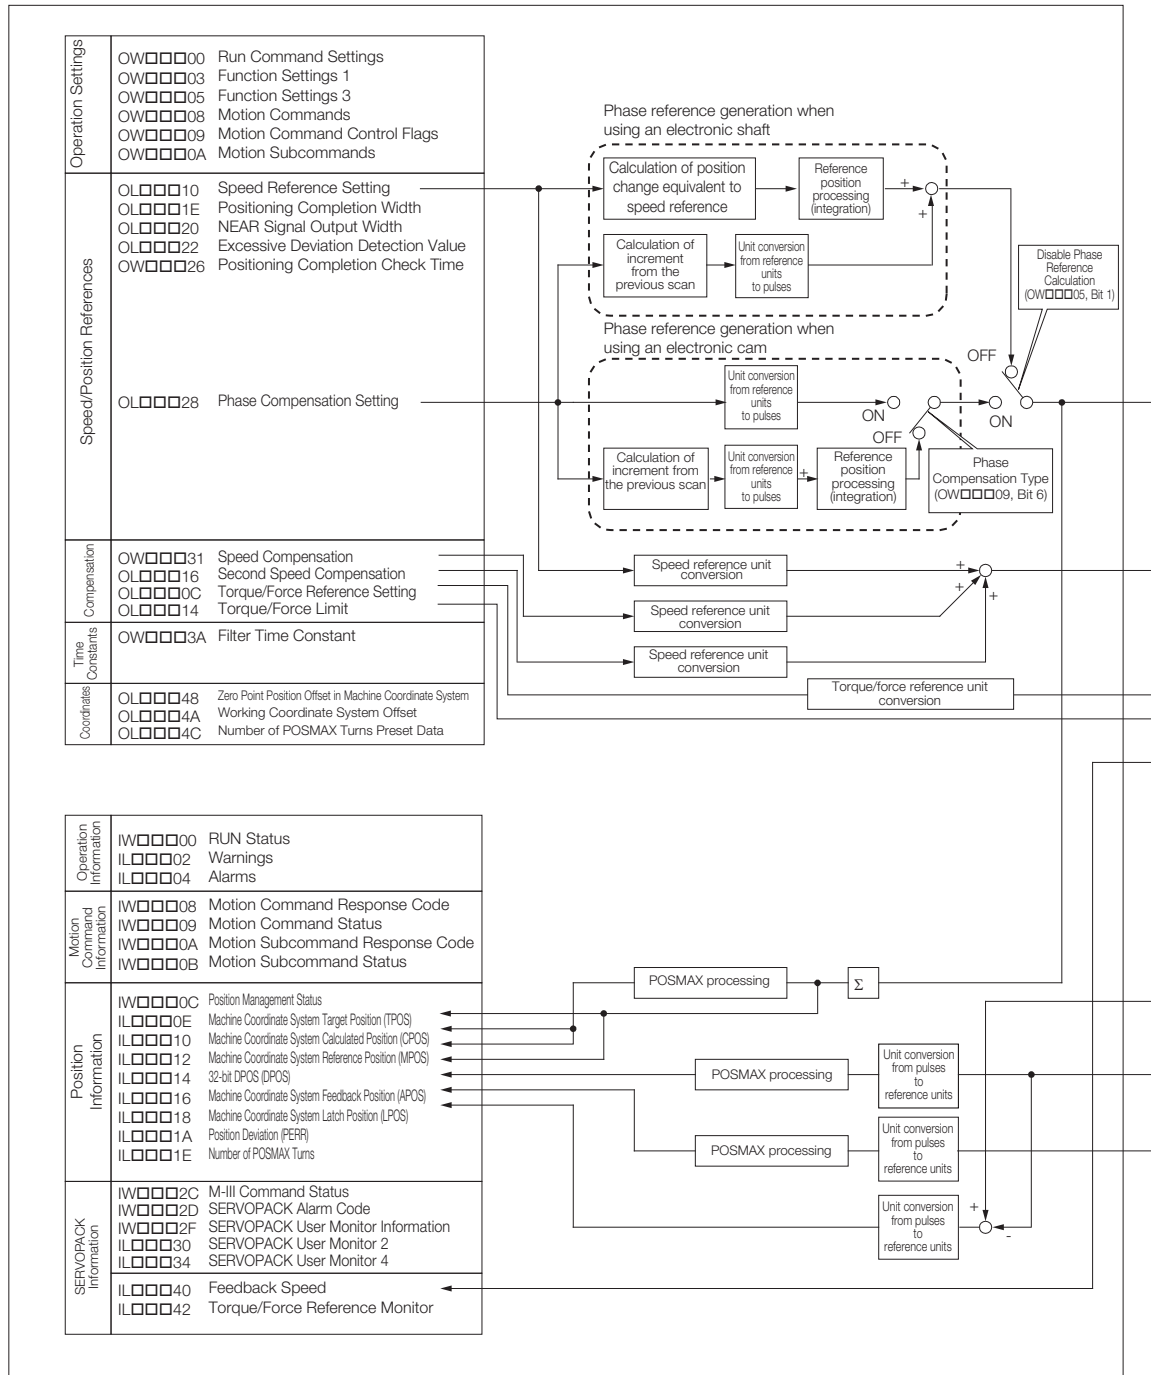 Operation Settings
OW□□□00 Run Command Settings
OW□□□03 Function Settings 1
OW□□□05 Function Settings 3
OW□□□08 Motion Commands
OW□□□09 Motion Command Control Flags
OW□□□0A Motion Subcommands
Speed/Position References
OL□□□10 Speed Reference Setting
OL□□□1E Positioning Completion Width
OL□□□20 NEAR Signal Output Width
OL□□□22 Excessive Deviation Detection Value
OW□□□26 Positioning Completion Check Time
OL□□□28 Phase Compensation Setting
Compensation
OW□□□31 Speed Compensation
OL□□□16 Second Speed Compensation
OL□□□0C Torque/Force Reference Setting
OL□□□14 Torque/Force Limit
Time
Constants
OW□□□3A Filter Time Constant
Coordinates
OL□□□48 Zero Point Position Offset in Machine Coordinate System
OL□□□4A Working Coordinate System Offset
OL□□□4C Number of POSMAX Turns Preset Data
Phase reference generation when
using an electronic shaft
Calculation of position
change equivalent to
speed reference
Reference
position
processing
(integration)
+
+
Calculation of
increment
from the
previous scan
Unit conversion
from reference
units
to pulses
Disable Phase
Reference
Calculation
(OW□□□05, Bit 1)
Phase reference generation when
using an electronic cam
OFF
Unit conversion
from reference
units
to pulses
ON
ON
OFF
Calculation of
increment from
the previous scan
Unit conversion
from reference
units
to pulses
+
Reference
position
processing
(integration)
Phase
Compensation Type
(OW□□□09, Bit 6)
Speed reference unit
conversion
+
+
+
Speed reference unit
conversion
Speed reference unit
conversion
Torque/force reference unit
conversion
Operation
Information
IW□□□00 RUN Status
IL□□□02 Warnings
IL□□□04 Alarms
Motion
Command
Information
IW□□□08 Motion Command Response Code
IW□□□09 Motion Command Status
IW□□□0A Motion Subcommand Response Code
IW□□□0B Motion Subcommand Status
Position
Information
IW□□□0C Position Management Status
IL□□□0E Machine Coordinate System Target Position (TPOS)
IL□□□10 Machine Coordinate System Calculated Position (CPOS)
IL□□□12 Machine Coordinate System Reference Position (MPOS)
IL□□□14 32-bit DPOS (DPOS)
IL□□□16 Machine Coordinate System Feedback Position (APOS)
IL□□□18 Machine Coordinate System Latch Position (LPOS)
IL□□□1A Position Deviation (PERR)
IL□□□1E Number of POSMAX Turns
SERVOPACK
Information
IW□□□2C M-III Command Status
IW□□□2D SERVOPACK Alarm Code
IW□□□2F SERVOPACK User Monitor Information
IL□□□30 SERVOPACK User Monitor 2
IL□□□34 SERVOPACK User Monitor 4
IL□□□40 Feedback Speed
IL□□□42 Torque/Force Reference Monitor
POSMAX processing
Σ
POSMAX processing
Unit conversion
from pulses
to
reference units
POSMAX processing
Unit conversion
from pulses
to
reference units
Unit conversion
from pulses
to
reference units
+
-